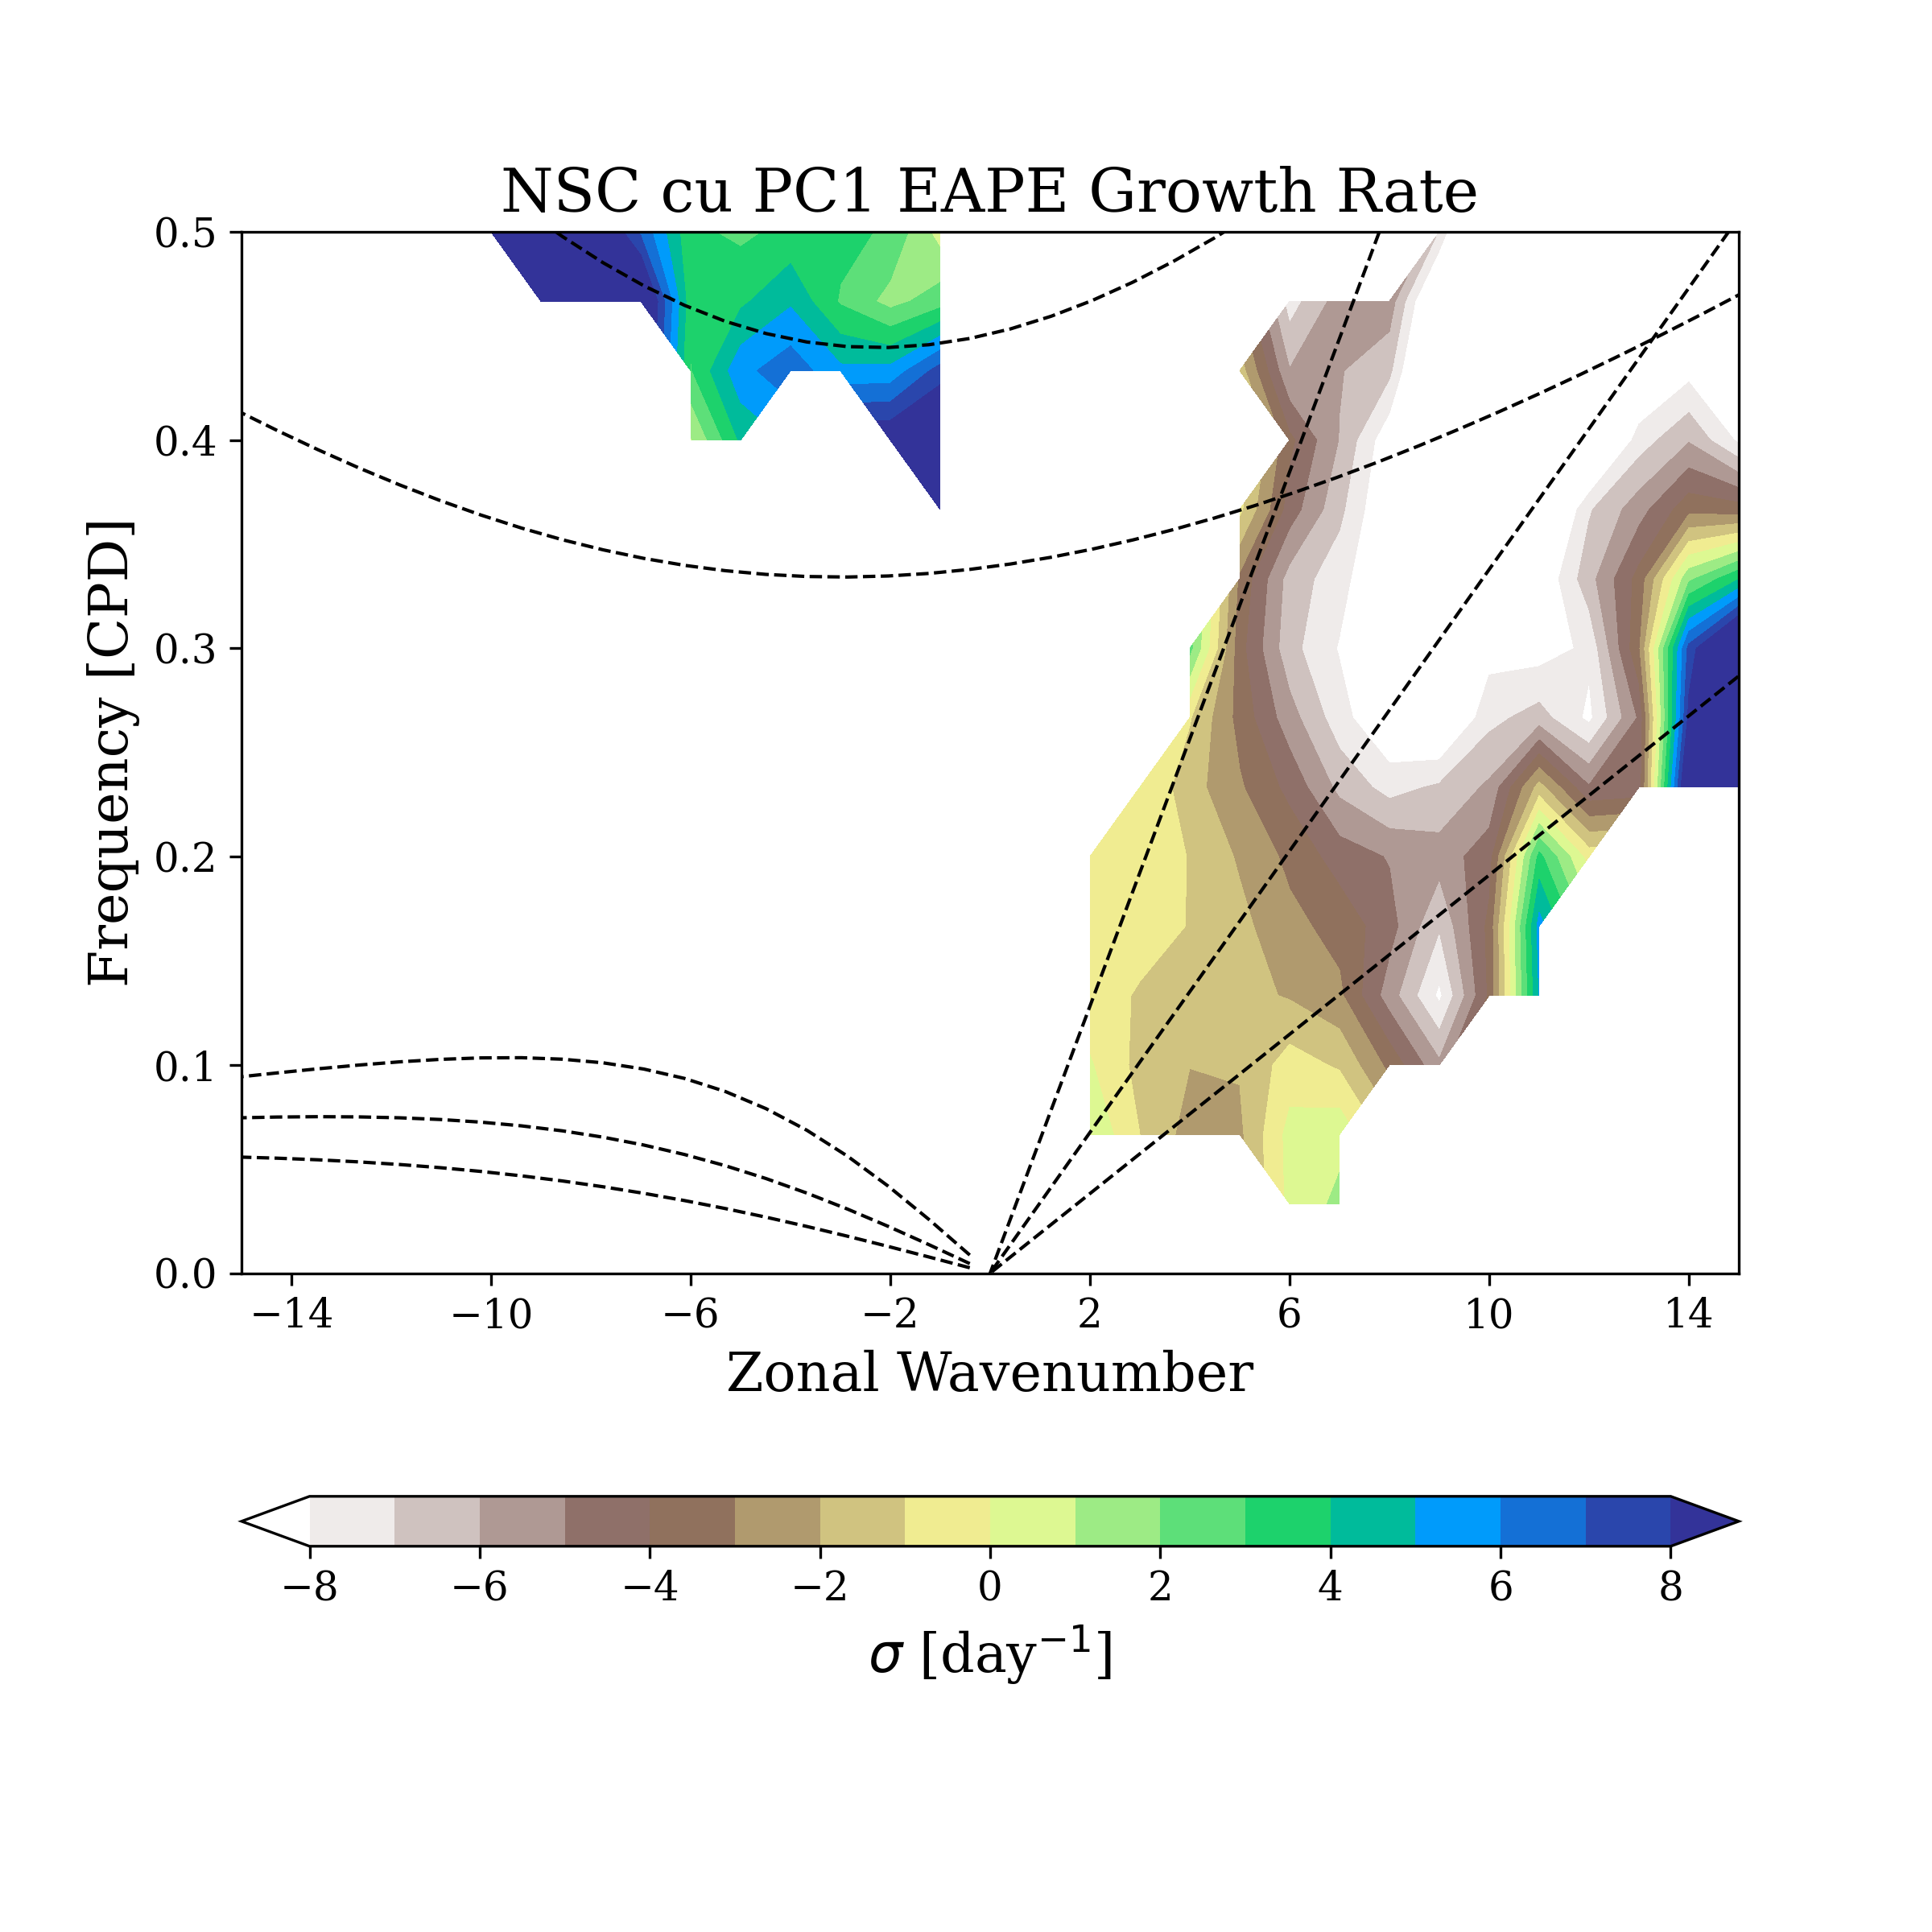 NSC cu PC1 EAPE Growth Rate
0.5
0.4
0.3
0.2
0.1
0.0
Frequency [CPD]
−14 −10 −6 −2 2 6 10 14
Zonal Wavenumber
−8 −6 −4 −2 0 2 4 6 8
σ [day⁻¹]